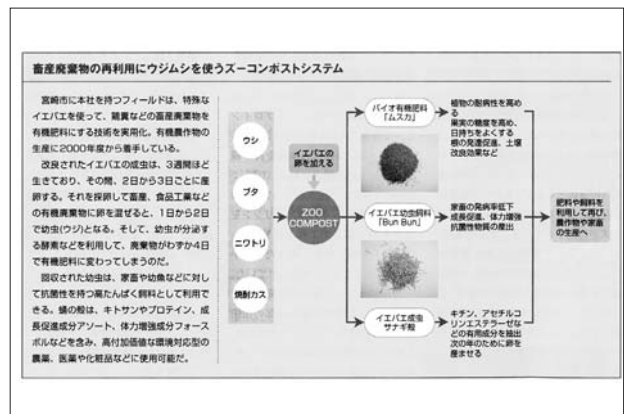 畜産廃棄物の再利用にウジムシを使うズーコンポストシステム
宮崎市に本社を持つフィールドは、特殊な
イエバエを使って、鶏糞などの畜産廃棄物を
有機肥料にする技術を実用化。有機農作物の
生産に2000年度から着手している。
改良されたイエバエの成虫は、3週間ほど
生きており、その間、2日から3日ごとに産
卵する。それを採卵して畜産、食品工業など
の有機廃棄物に卵を混ぜると、1日から2日
で幼虫(ウジ)となる。そして、幼虫が分泌す
る酵素などを利用して、廃棄物がわずか4日
で有機肥料に変わってしまうのだ。
回収された幼虫は、家畜や幼魚などに対し
て抗菌性を持つ高たんぱく飼料として利用で
きる。蛹の殻は、キトサンやプロテイン、成
長促進成分アソート、体力増強成分フォース
ボルなどを含み、高付加価値な環境対応型の
農薬、医薬や化粧品などに使用可能だ。
ウシ
ブタ
ニワトリ
焼酎カス
イエバエの
卵を加える
ZOO
COMPOST
バイオ有機肥料
「ムスカ」
植物の耐病性を高め
る
果実の糖度を高め、
日持ちをよくする
根の発達促進、土壌
改良効果など
イエバエ幼虫飼料
「Bun Bun」
家畜の発病率低下
成長促進、体力増強
抗菌性物質の産出
イエバエ成虫
サナギ殻
キチン、アセチルコ
リンエステラーゼな
どの有用成分を抽出
次の年のために卵を
産ませる
肥料や飼料を
利用して再び、
農作物や家畜
の生産へ